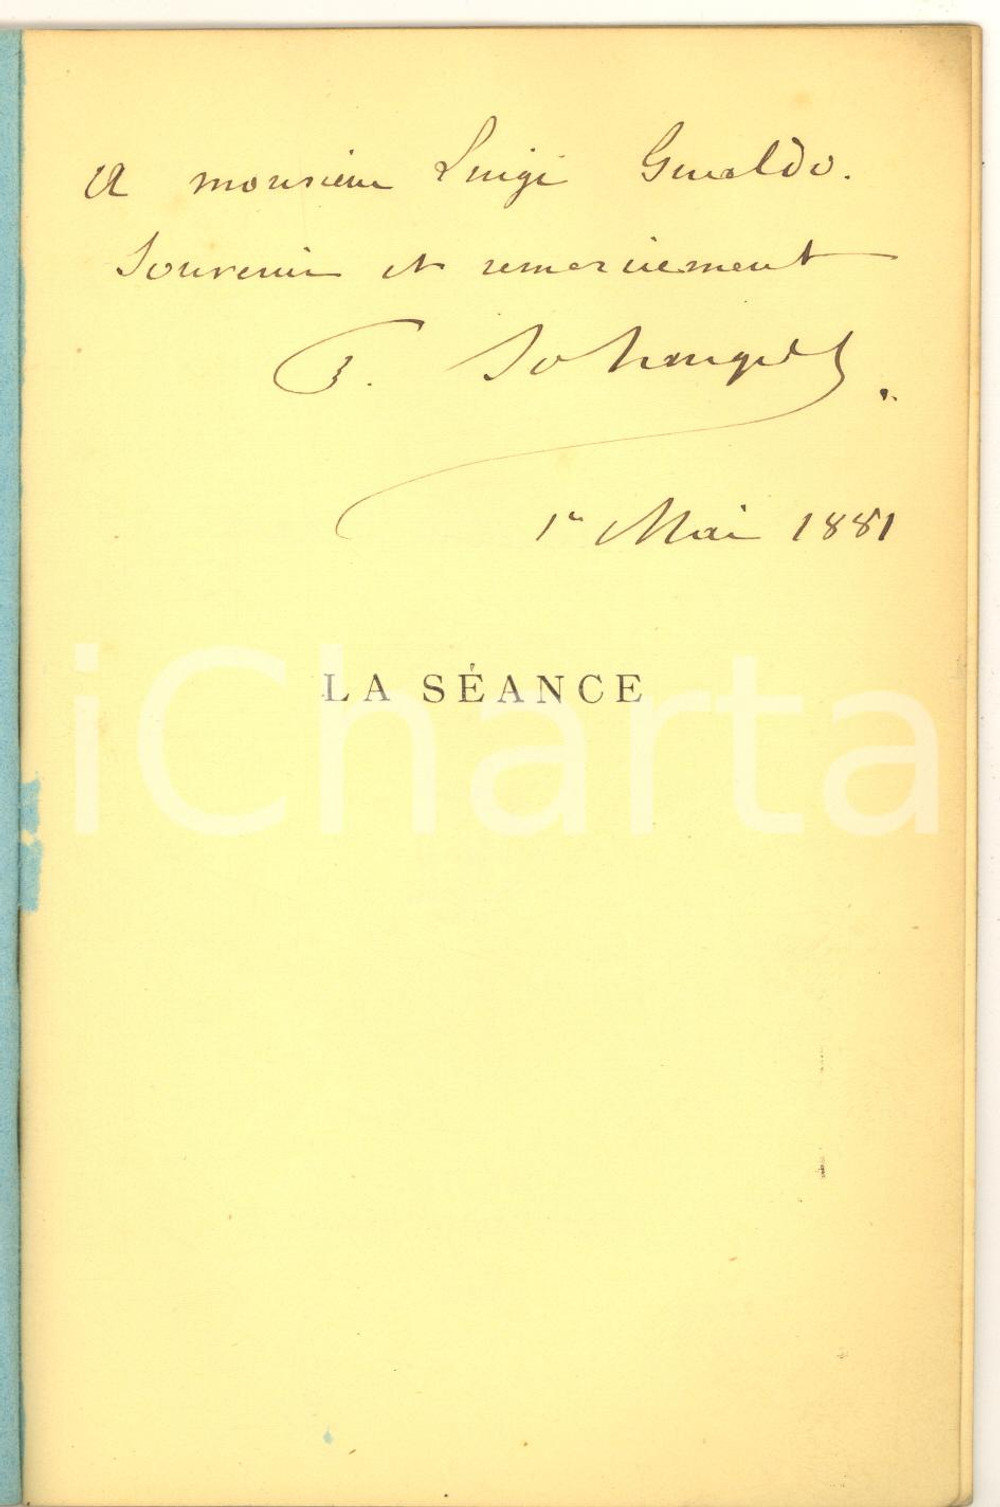 A monsieur Luigi Gualdo.
Souvenir et remerciement
1er Mai 1881
LA SÉANCE
iCharta